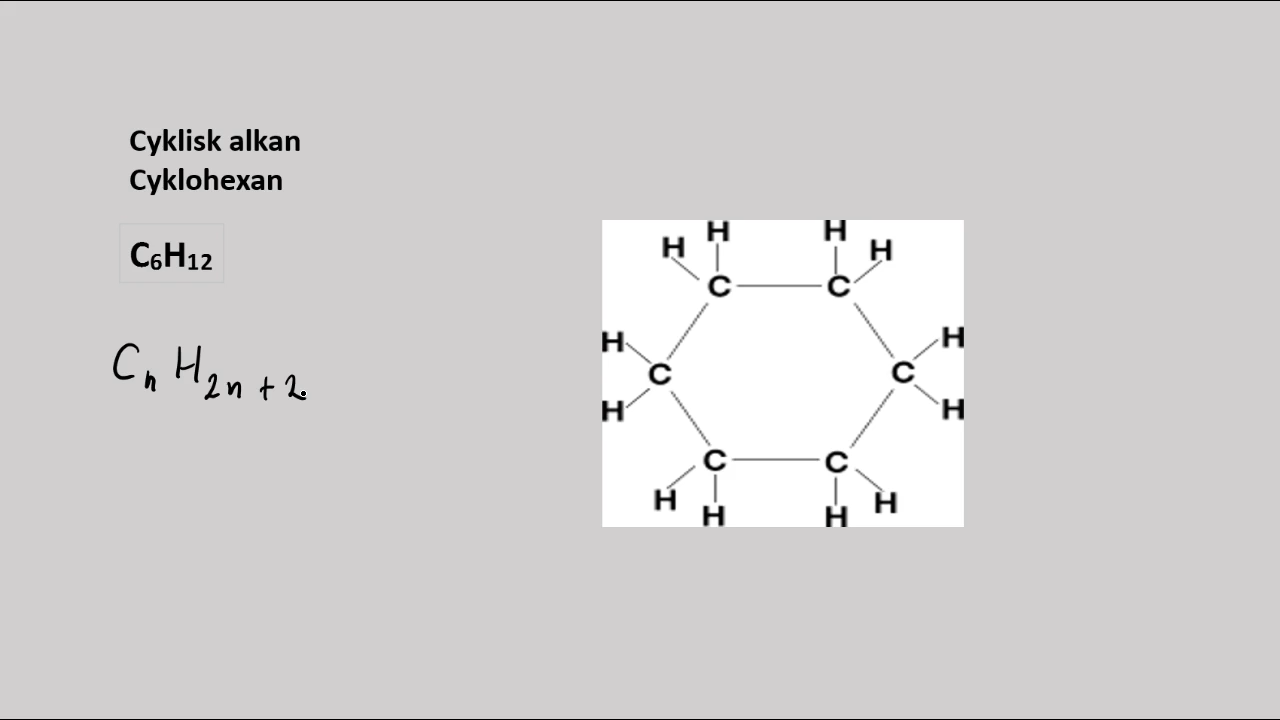 Cyklisk alkan
Cyklohexan
C₆H₁₂
CₙH₂ₙ₊₂
H H H H
C C
H H
C C
H H
C C
H H
H H